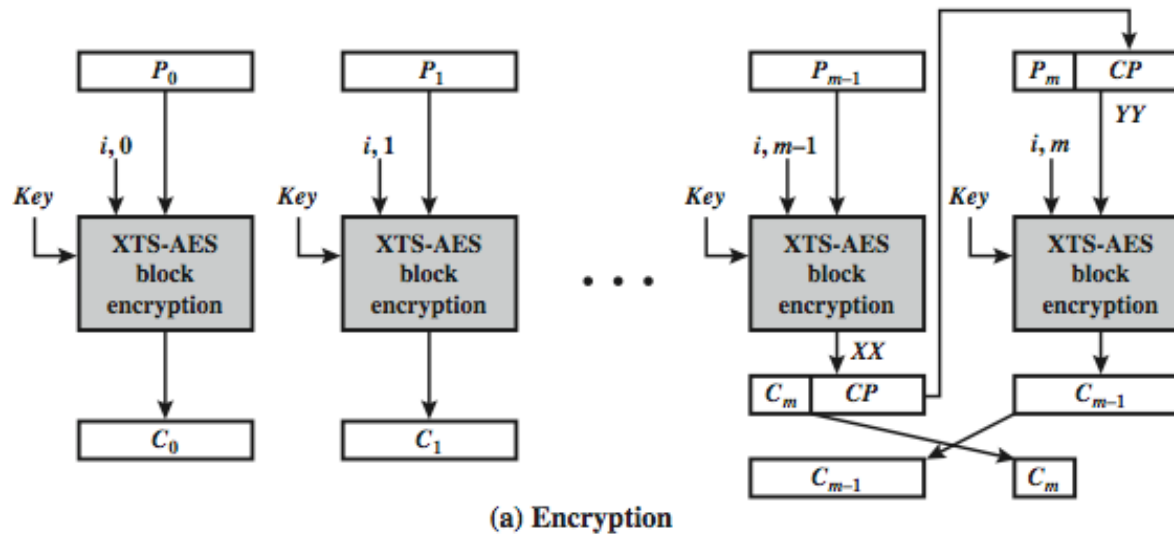 P0 P1 Pm–1 Pm CP
YY
i, 0 i, 1 i, m–1 i, m
Key Key Key Key
XTS-AES XTS-AES XTS-AES XTS-AES
block block block block
encryption encryption • • • encryption encryption
XX
Cm CP Cm–1
C0 C1
Cm–1 Cm
(a) Encryption